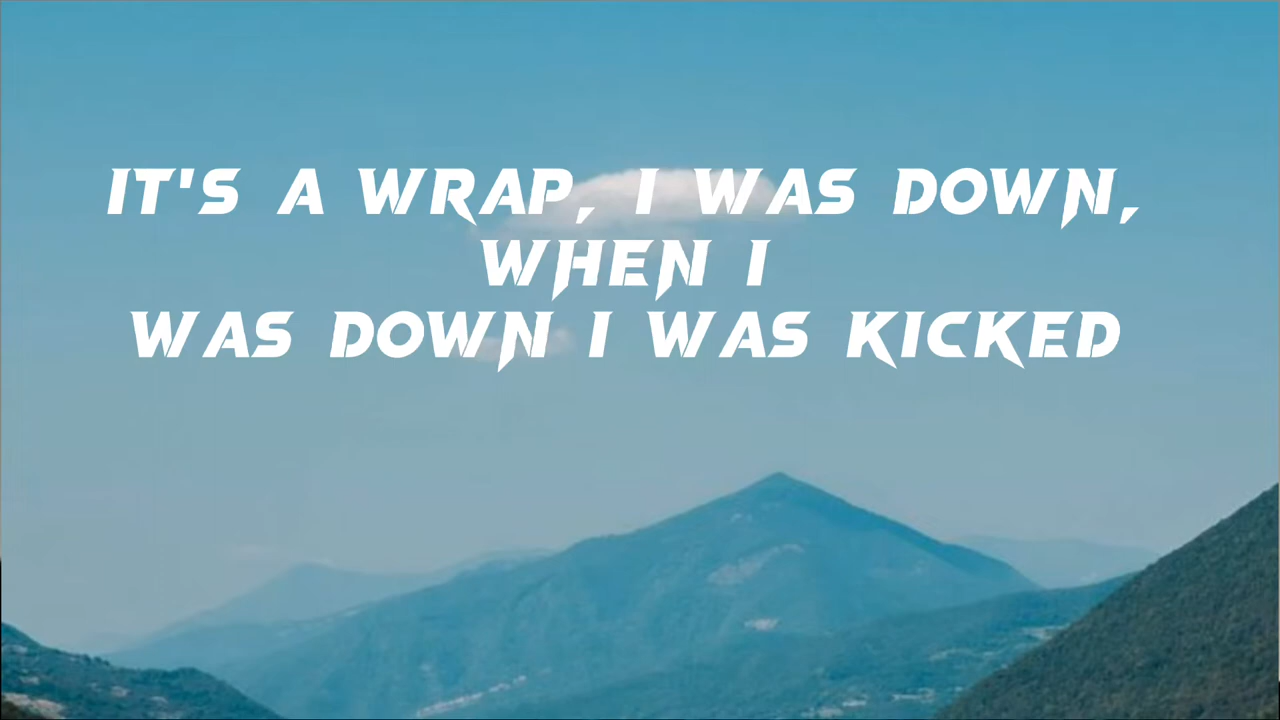 IT'S A WRAP, I WAS DOWN,
WHEN I
WAS DOWN I WAS KICKED